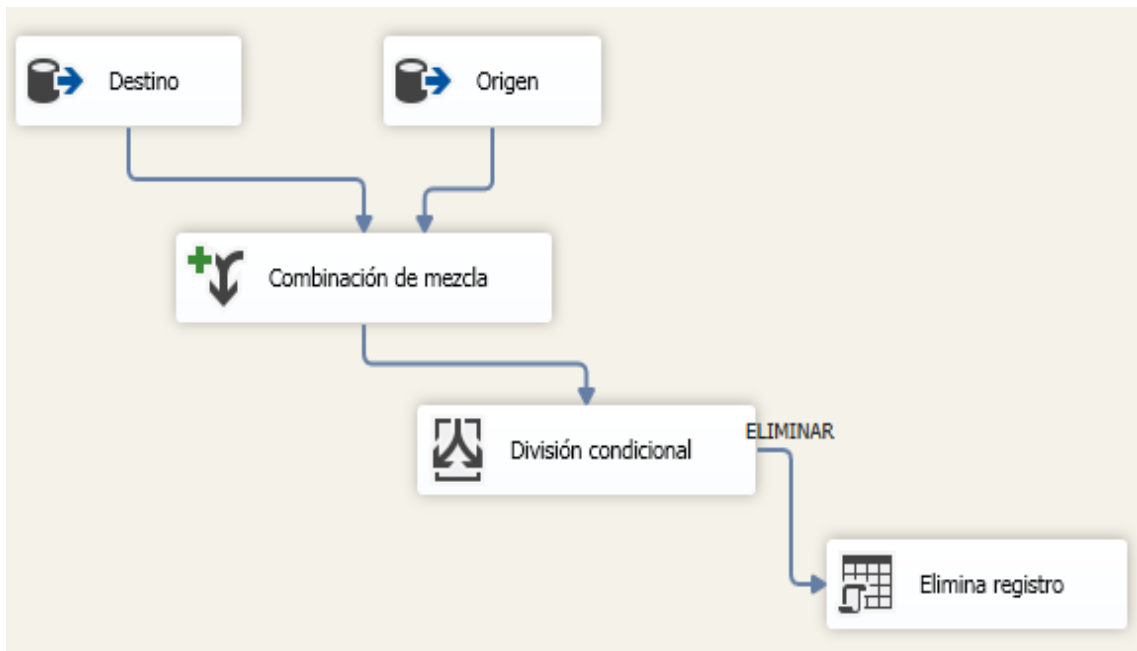 Destino
Origen
Combinación de mezcla
División condicional
ELIMINAR
Elimina registro